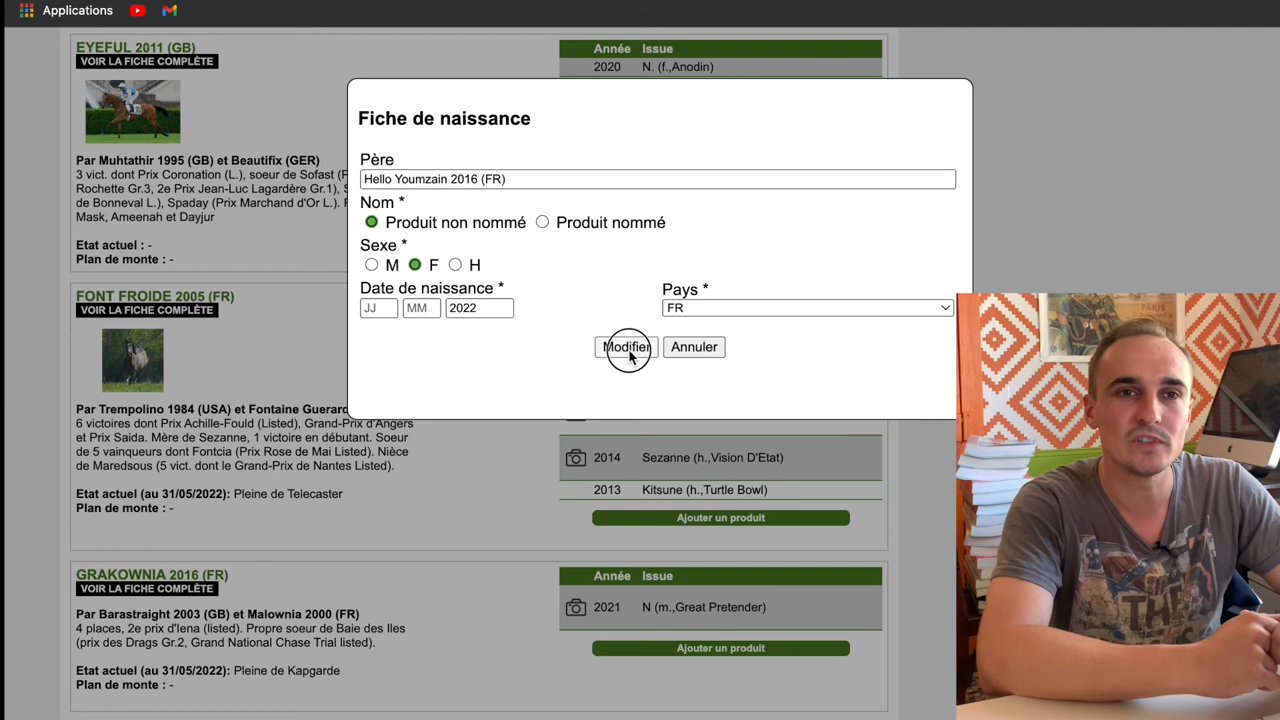 Applications
EYEFUL 2011 (GB)
VOIR LA FICHE COMPLÈTE
Par Muhtathir 1995 (GB) et Beautifix (GER)
3 vict. dont Prix Coronation (L.), soeur de Sofast (
Rochette Gr.3, 2e Prix Jean-Luc Lagardère Gr.1), S
de Bonneval L.), Spaday (Prix Marchand d'Or L.). F
Mask, Ameenah et Dayjur
Etat actuel : -
Plan de monte : -
Année Issue
2020 N. (f.,Anodin)
Fiche de naissance
Père
Hello Youmzain 2016 (FR)
Nom *
Produit non nommé Produit nommé
Sexe *
M F H
Date de naissance * Pays *
JJ MM 2022 FR
Modifier Annuler
FONT FROIDE 2005 (FR)
VOIR LA FICHE COMPLÈTE
Par Trempolino 1984 (USA) et Fontaine Guerard
6 victoires dont Prix Achille-Fould (Listed), Grand-Prix d'Angers
et Prix Saida. Mère de Sezanne, 1 victoire en débutant. Soeur
de 5 vainqueurs dont Fontcia (Prix Rose de Mai Listed). Nièce
de Maredsous (5 vict. dont le Grand-Prix de Nantes Listed).
Etat actuel (au 31/05/2022): Pleine de Telecaster
Plan de monte : -
2014 Sezanne (h.,Vision D'Etat)
2013 Kitsune (h.,Turtle Bowl)
Ajouter un produit
GRAKOWNIA 2016 (FR)
VOIR LA FICHE COMPLÈTE
Par Barastraight 2003 (GB) et Malownia 2000 (FR)
4 places, 2e prix d'Iena (listed). Propre soeur de Baie des Iles
(prix des Drags Gr.2, Grand National Chase Trial listed).
Etat actuel (au 31/05/2022): Pleine de Kapgarde
Plan de monte : -
Année Issue
2021 N (m.,Great Pretender)
Ajouter un produit